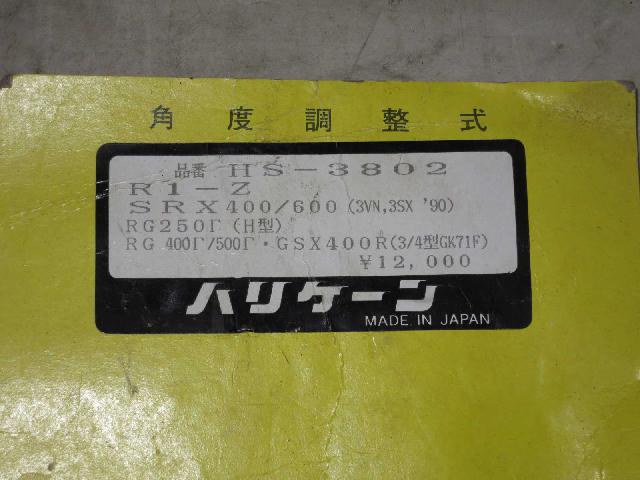 角度調整式
品番 HS-3802
R1-Z
SRX400/600(3VN,3SX '90)
RG250Γ(H型)
RG 400Γ/500Γ・GSX400R(3/4型GK71F)
¥12,000
ハリケーン
MADE IN JAPAN